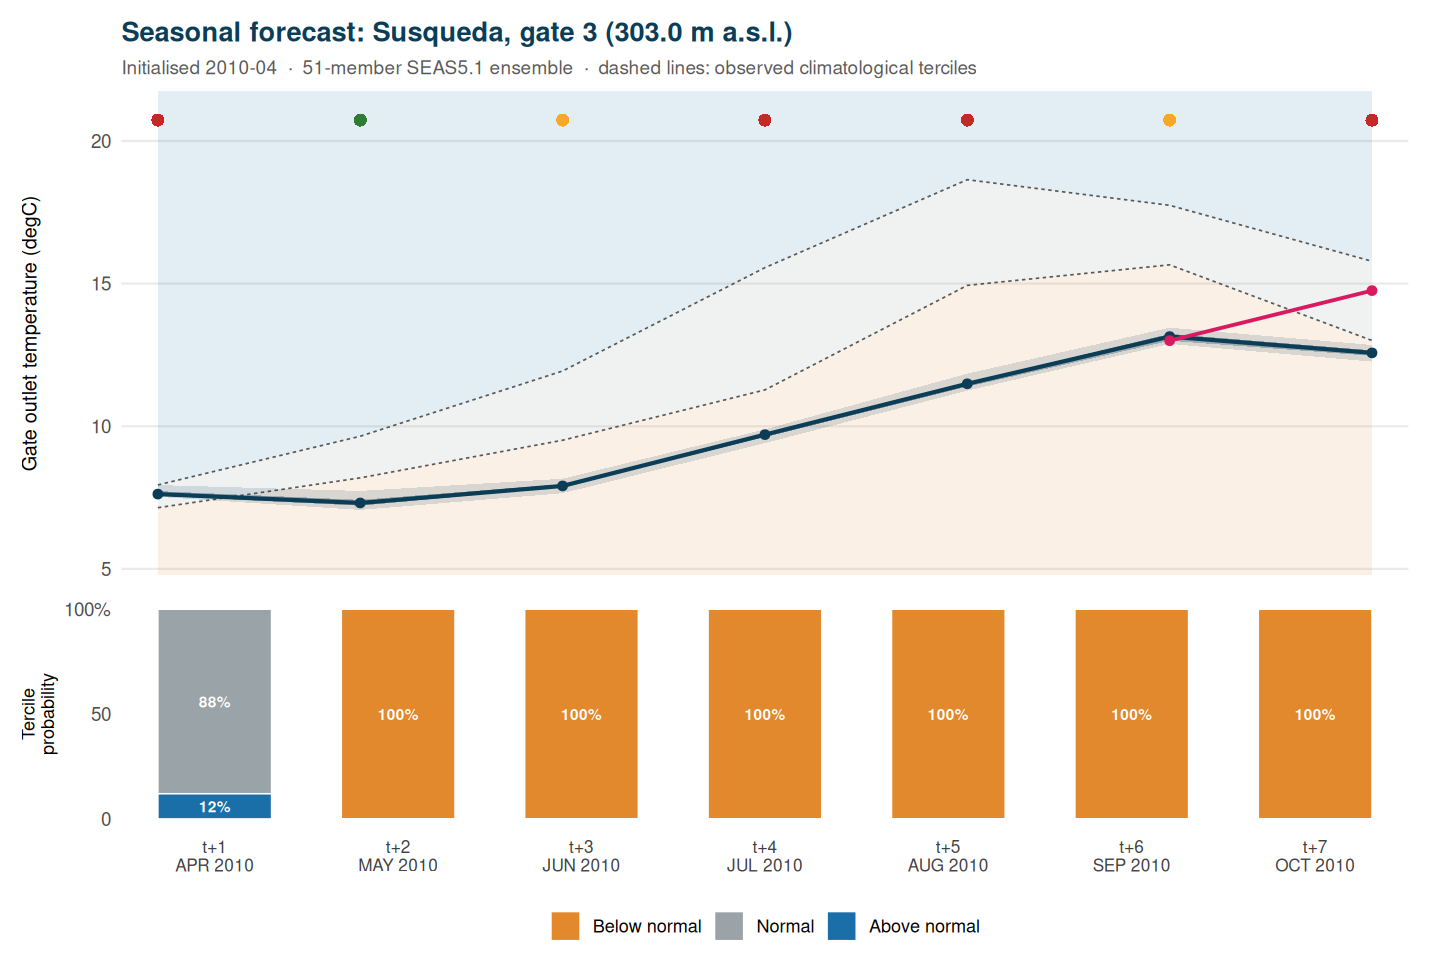 Seasonal forecast: Susqueda, gate 3 (303.0 m a.s.l.)
Initialised 2010-04 · 51-member SEAS5.1 ensemble · dashed lines: observed climatological terciles
Gate outlet temperature (degC)
20
15
10
5
Tercile
probability
100%
50
0
88%
12%
100%
100%
100%
100%
100%
100%
t+1
APR 2010
t+2
MAY 2010
t+3
JUN 2010
t+4
JUL 2010
t+5
AUG 2010
t+6
SEP 2010
t+7
OCT 2010
Below normal
Normal
Above normal